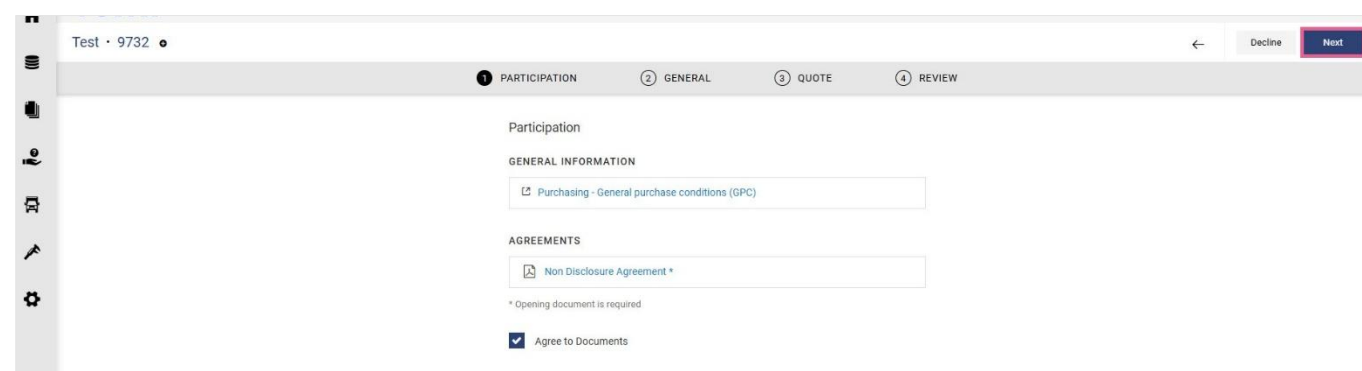 Test · 9732
Decline
Next
1 PARTICIPATION
2 GENERAL
3 QUOTE
4 REVIEW
Participation
GENERAL INFORMATION
Purchasing - General purchase conditions (GPC)
AGREEMENTS
Non Disclosure Agreement *
* Opening document is required
Agree to Documents